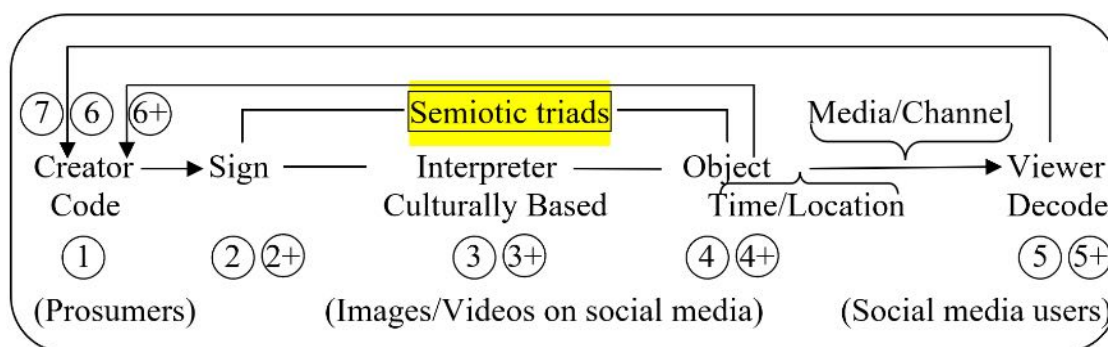 Semiotic triads
Media/Channel
7 6 6+
Creator Sign Interpreter Object Viewer
Code Culturally Based Time/Location Decode
1 2 2+ 3 3+ 4 4+ 5 5+
(Prosumers) (Images/Videos on social media) (Social media users)